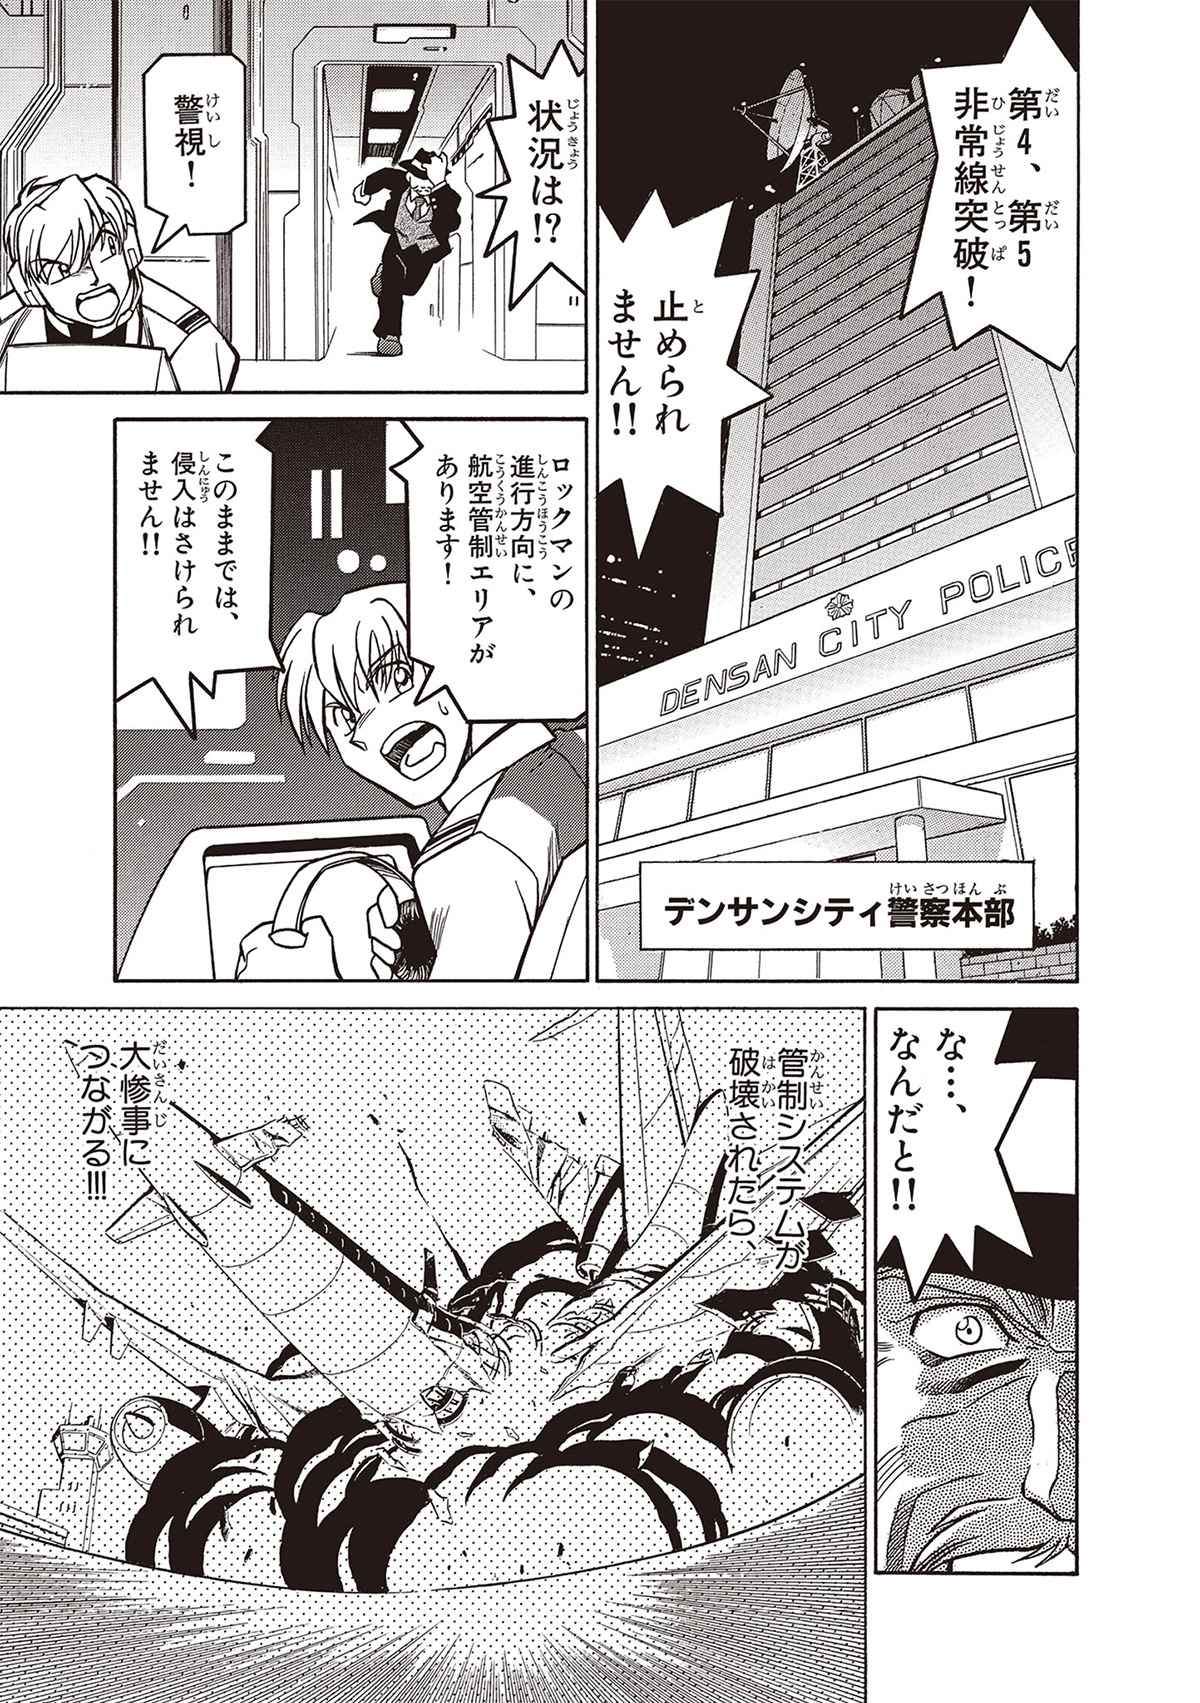 第4、第5
非常線突破！
止められ
ません!!
DENSAN CITY POLICE
デンサンシティ警察本部
状況は!?
警視！
ロックマンの
進行方向に、
航空管制エリアが
あります！
このままでは、
侵入はさけられ
ません!!
な…、
なんだと!!
管制システムが
破壊されたら、
大惨事に
つながる!!!